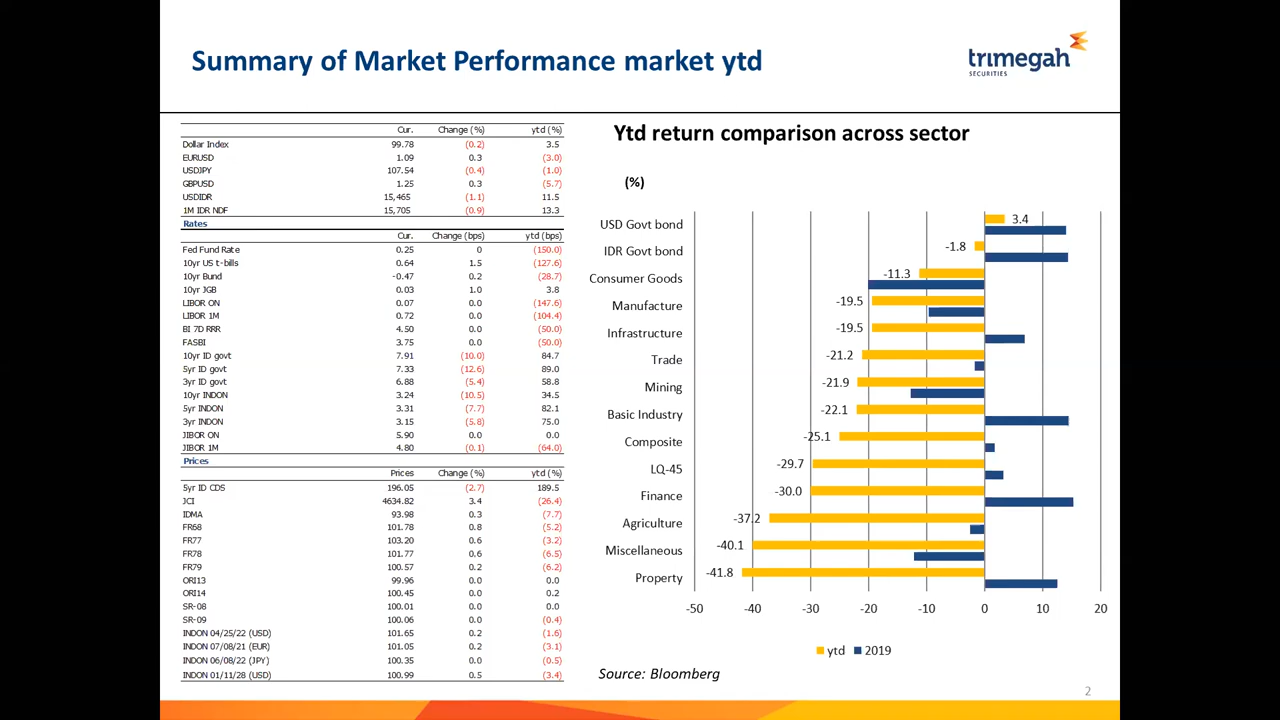 Summary of Market Performance market ytd
trimegah
SECURITIES
Cur. Change (%) ytd (%)
Dollar Index 99.78 (0.2) 3.5
EURUSD 1.09 0.3 (3.0)
USDJPY 107.54 (0.4) (1.0)
GBPUSD 1.25 0.3 (5.7)
USDIDR 15,465 (1.1) 11.5
1M IDR NDF 15,705 (0.9) 13.3
Rates
Cur. Change (bps) ytd (bps)
Fed Fund Rate 0.25 0 (150.0)
10yr US t-bills 0.64 1.5 (127.6)
10yr Bund -0.47 0.2 (28.7)
10yr JGB 0.03 1.0 3.8
LIBOR ON 0.07 0.0 (147.6)
LIBOR 1M 0.72 0.0 (104.4)
BI 7D RRR 4.50 0.0 (50.0)
FASBI 3.75 0.0 (50.0)
10yr ID govt 7.91 (10.0) 84.7
5yr ID govt 7.33 (12.6) 89.0
3yr ID govt 6.88 (5.4) 58.8
10yr INDON 3.24 (10.5) 34.5
5yr INDON 3.31 (7.7) 82.1
3yr INDON 3.15 (5.8) 75.0
JIBOR ON 5.90 0.0 0.0
JIBOR 1M 4.80 (0.1) (64.0)
Prices
Prices Change (%) ytd (%)
5yr ID CDS 196.05 (2.7) 189.5
JCI 4634.82 3.4 (26.4)
IDMA 93.98 0.3 (7.7)
FR68 101.78 0.8 (5.2)
FR77 103.20 0.6 (3.2)
FR78 101.77 0.6 (6.5)
FR79 100.57 0.2 (6.2)
ORI13 99.96 0.0 0.0
ORI14 100.45 0.0 0.2
SR-08 100.01 0.0 0.0
SR-09 100.06 0.0 (0.4)
INDON 04/25/22 (USD) 101.65 0.2 (1.6)
INDON 07/08/21 (EUR) 101.05 0.2 (3.1)
INDON 06/08/22 (JPY) 100.35 0.0 (0.5)
INDON 01/11/28 (USD) 100.99 0.5 (3.4)
Ytd return comparison across sector
(%)
USD Govt bond 3.4
IDR Govt bond -1.8
Consumer Goods -11.3
Manufacture -19.5
Infrastructure -19.5
Trade -21.2
Mining -21.9
Basic Industry -22.1
Composite -25.1
LQ-45 -29.7
Finance -30.0
Agriculture -37.2
Miscellaneous -40.1
Property -41.8
-50 -40 -30 -20 -10 0 10 20
ytd 2019
Source: Bloomberg
2